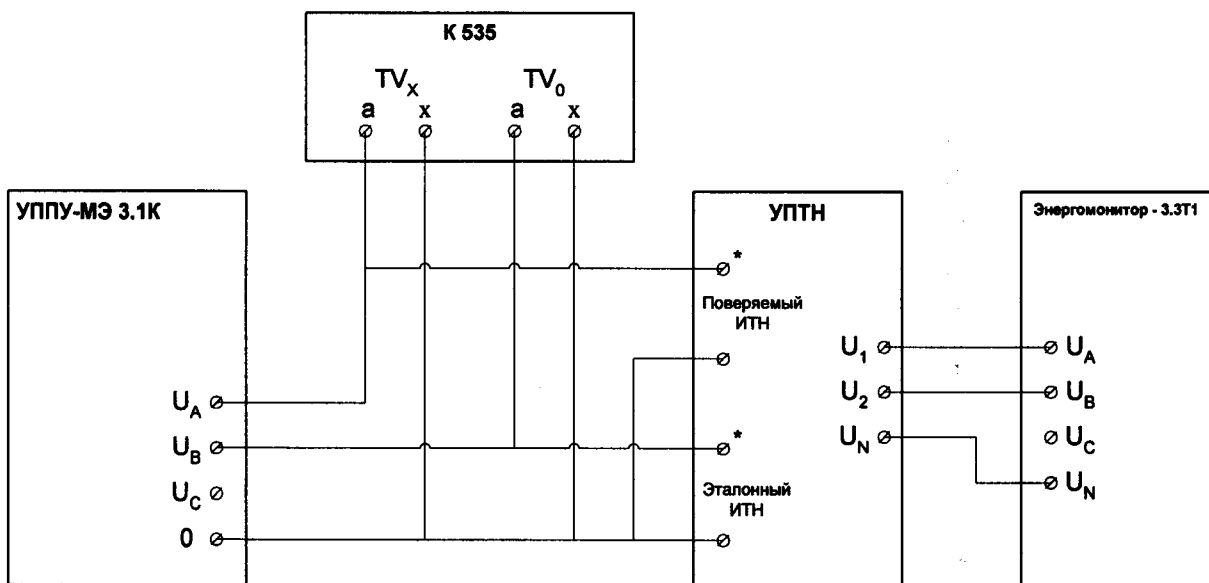 К 535
TVX
TV0
а
х
а
х
УППУ-МЭ 3.1К
UA
UB
UC
0
УПТН
*
Поверяемый
ИТН
*
Эталонный
ИТН
U1
U2
UN
Энергомонитор - 3.3Т1
UA
UB
UC
UN